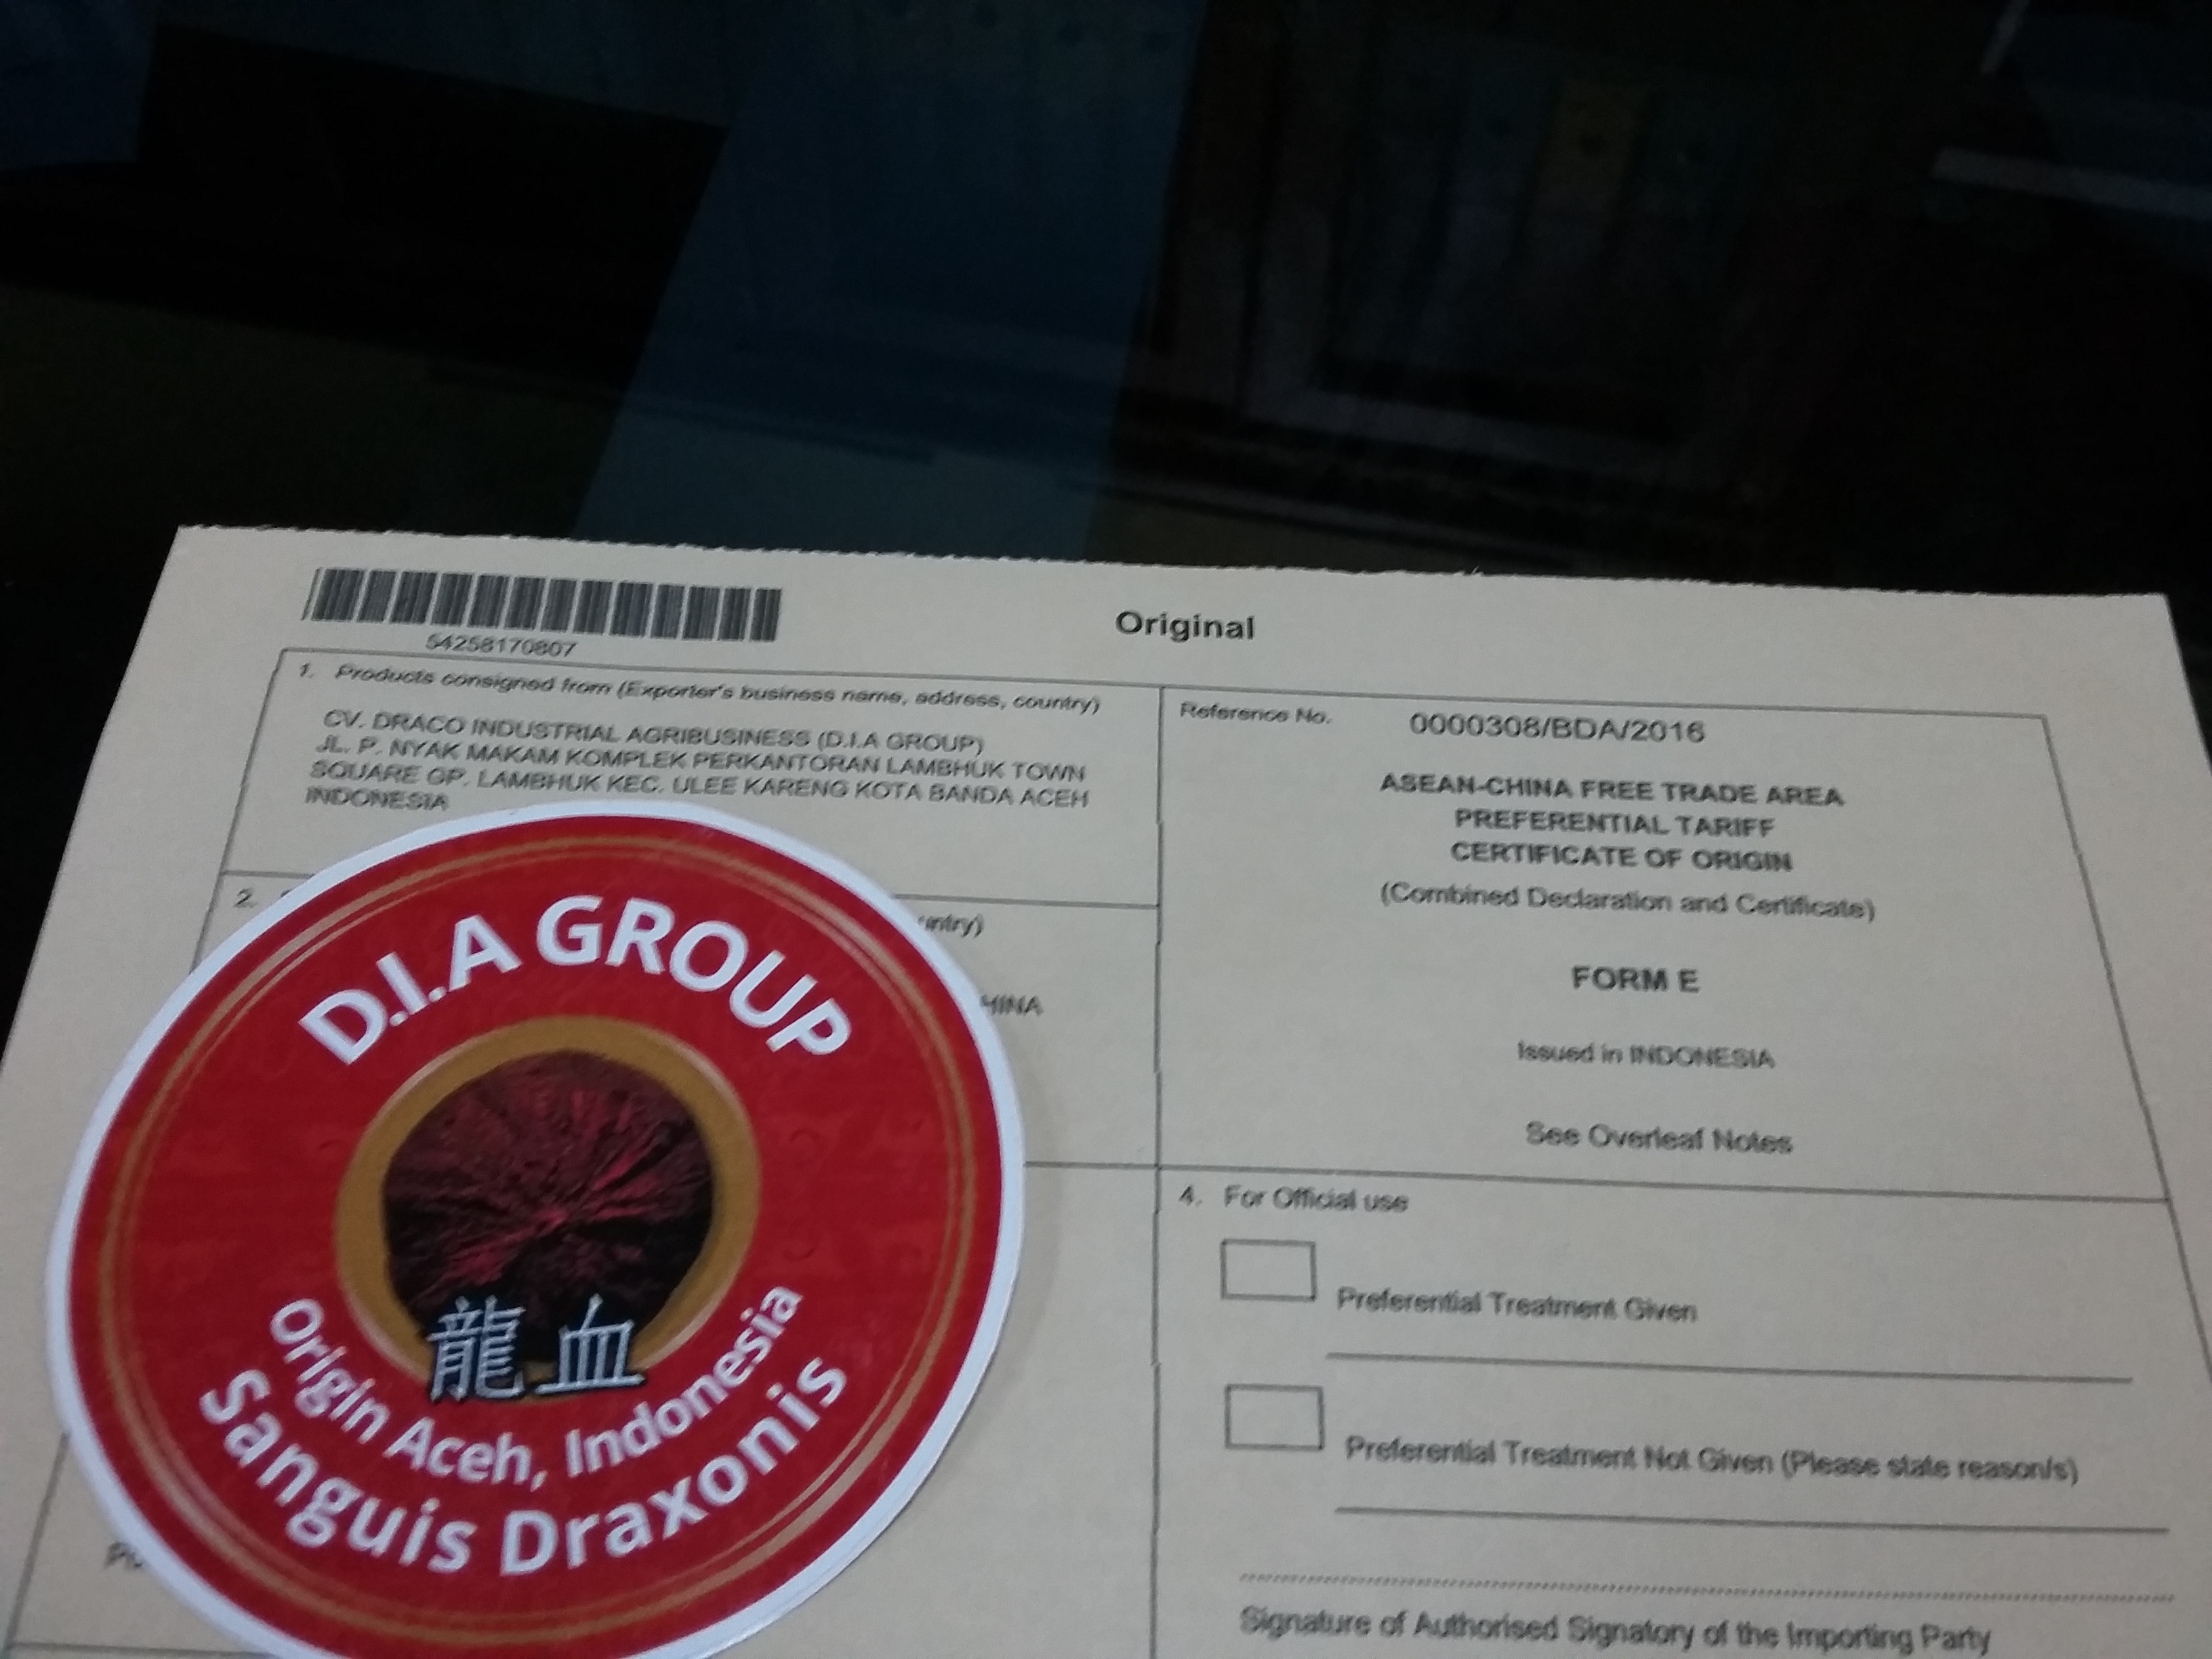 54258170807
Original
1. Products consigned from (Exporter's business name, address, country)
CV. DRACO INDUSTRIAL AGRIBUSINESS (D.I.A GROUP)
JL. P. NYAK MAKAM KOMPLEK PERKANTORAN LAMBHUK TOWN
SQUARE GP. LAMBHUK KEC. ULEE KARENG KOTA BANDA ACEH
INDONESIA
Reference No. 0000308/BDA/2016
ASEAN-CHINA FREE TRADE AREA
PREFERENTIAL TARIFF
CERTIFICATE OF ORIGIN
(Combined Declaration and Certificate)
FORM E
Issued in INDONESIA
See Overleaf Notes
2.
D.I.A GROUP
龍血
Origin Aceh, Indonesia
Sanguis Draxonis
4. For Official use
Preferential Treatment Given
Preferential Treatment Not Given (Please state reason/s)
Signature of Authorised Signatory of the Importing Party